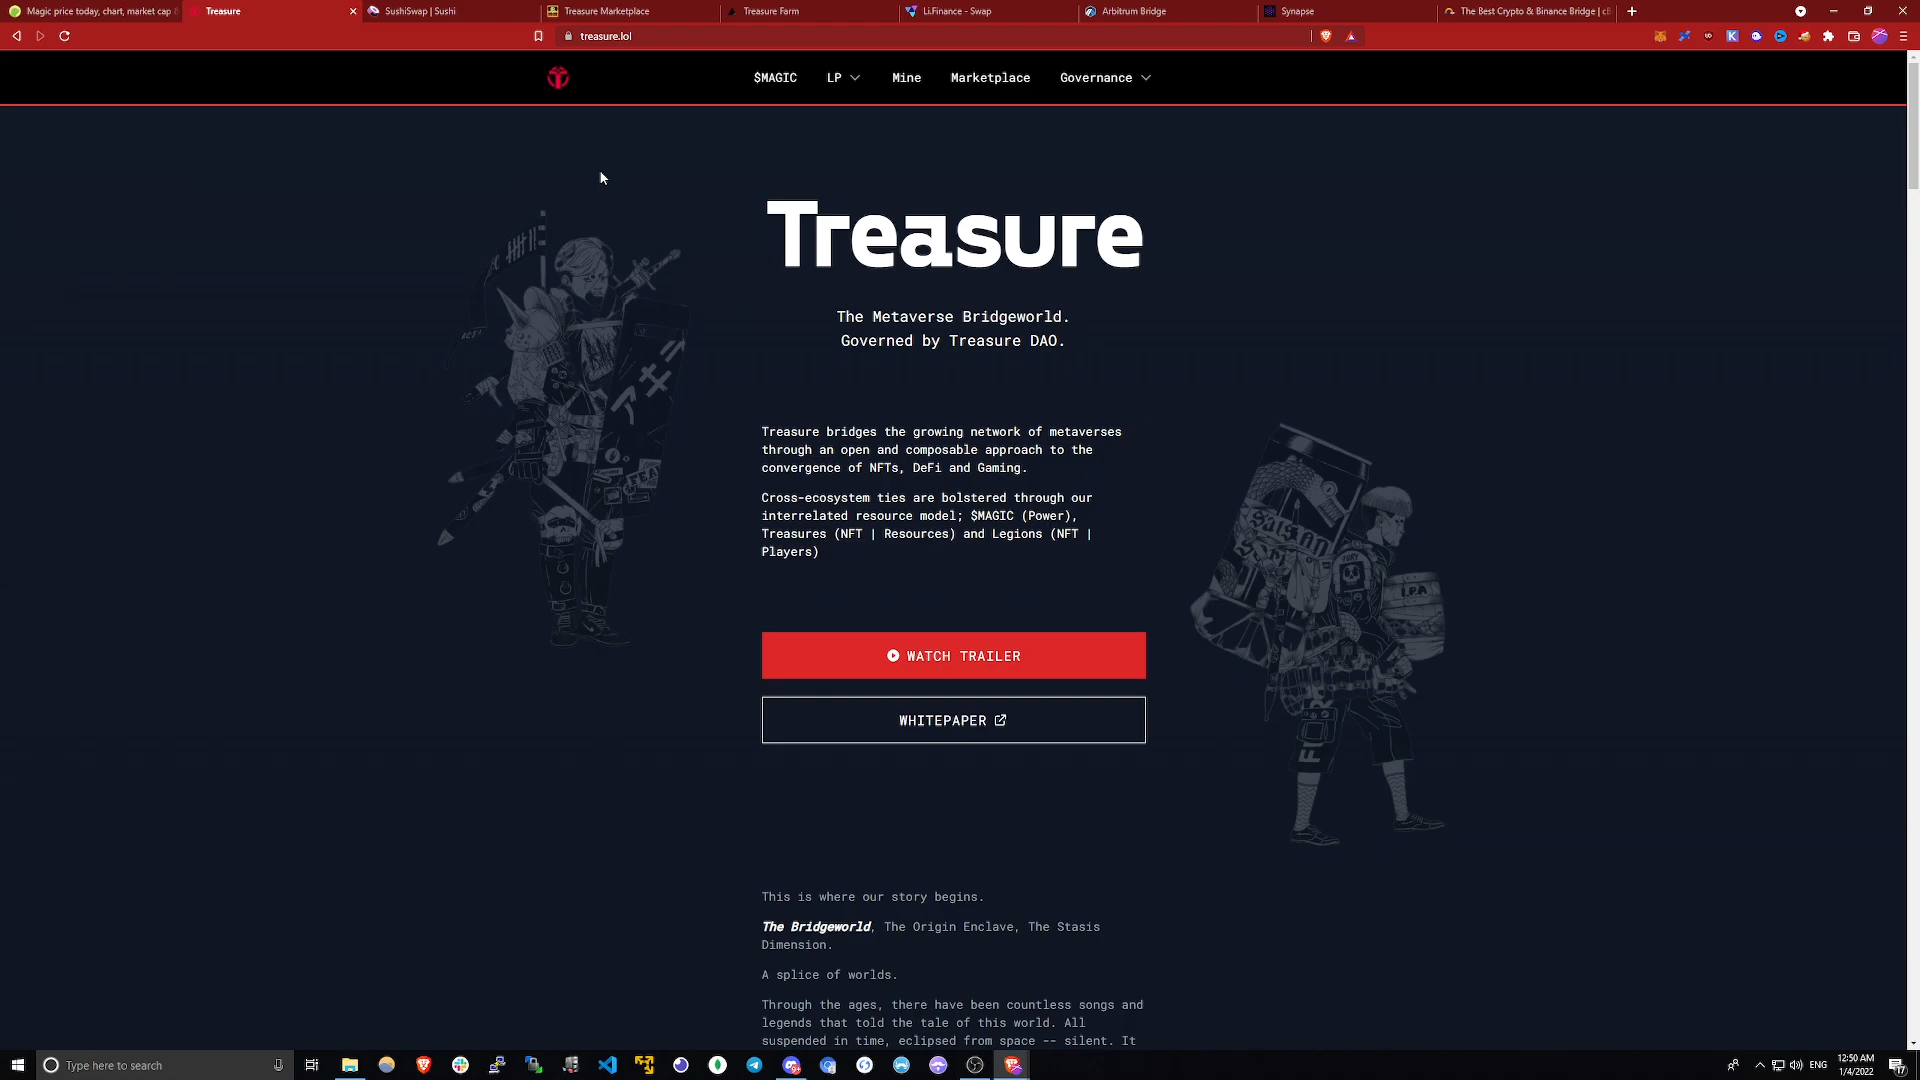 Magic price today, chart, market cap &
Treasure
SushiSwap | Sushi
Treasure Marketplace
Treasure Farm
Li.Finance - Swap
Arbitrum Bridge
Synapse
The Best Crypto & Binance Bridge | cB
treasure.lol
$MAGIC
LP
Mine
Marketplace
Governance
Treasure
The Metaverse Bridgeworld.
Governed by Treasure DAO.
Treasure bridges the growing network of metaverses
through an open and composable approach to the
convergence of NFTs, DeFi and Gaming.
Cross-ecosystem ties are bolstered through our
interrelated resource model; $MAGIC (Power),
Treasures (NFT | Resources) and Legions (NFT |
Players)
I.P.A
WATCH TRAILER
WHITEPAPER
This is where our story begins.
The Bridgeworld, The Origin Enclave, The Stasis
Dimension.
A splice of worlds.
Through the ages, there have been countless songs and
legends that told the tale of this world. All
suspended in time, eclipsed from space -- silent. It
Type here to search
ENG
12:50 AM
1/4/2022
17